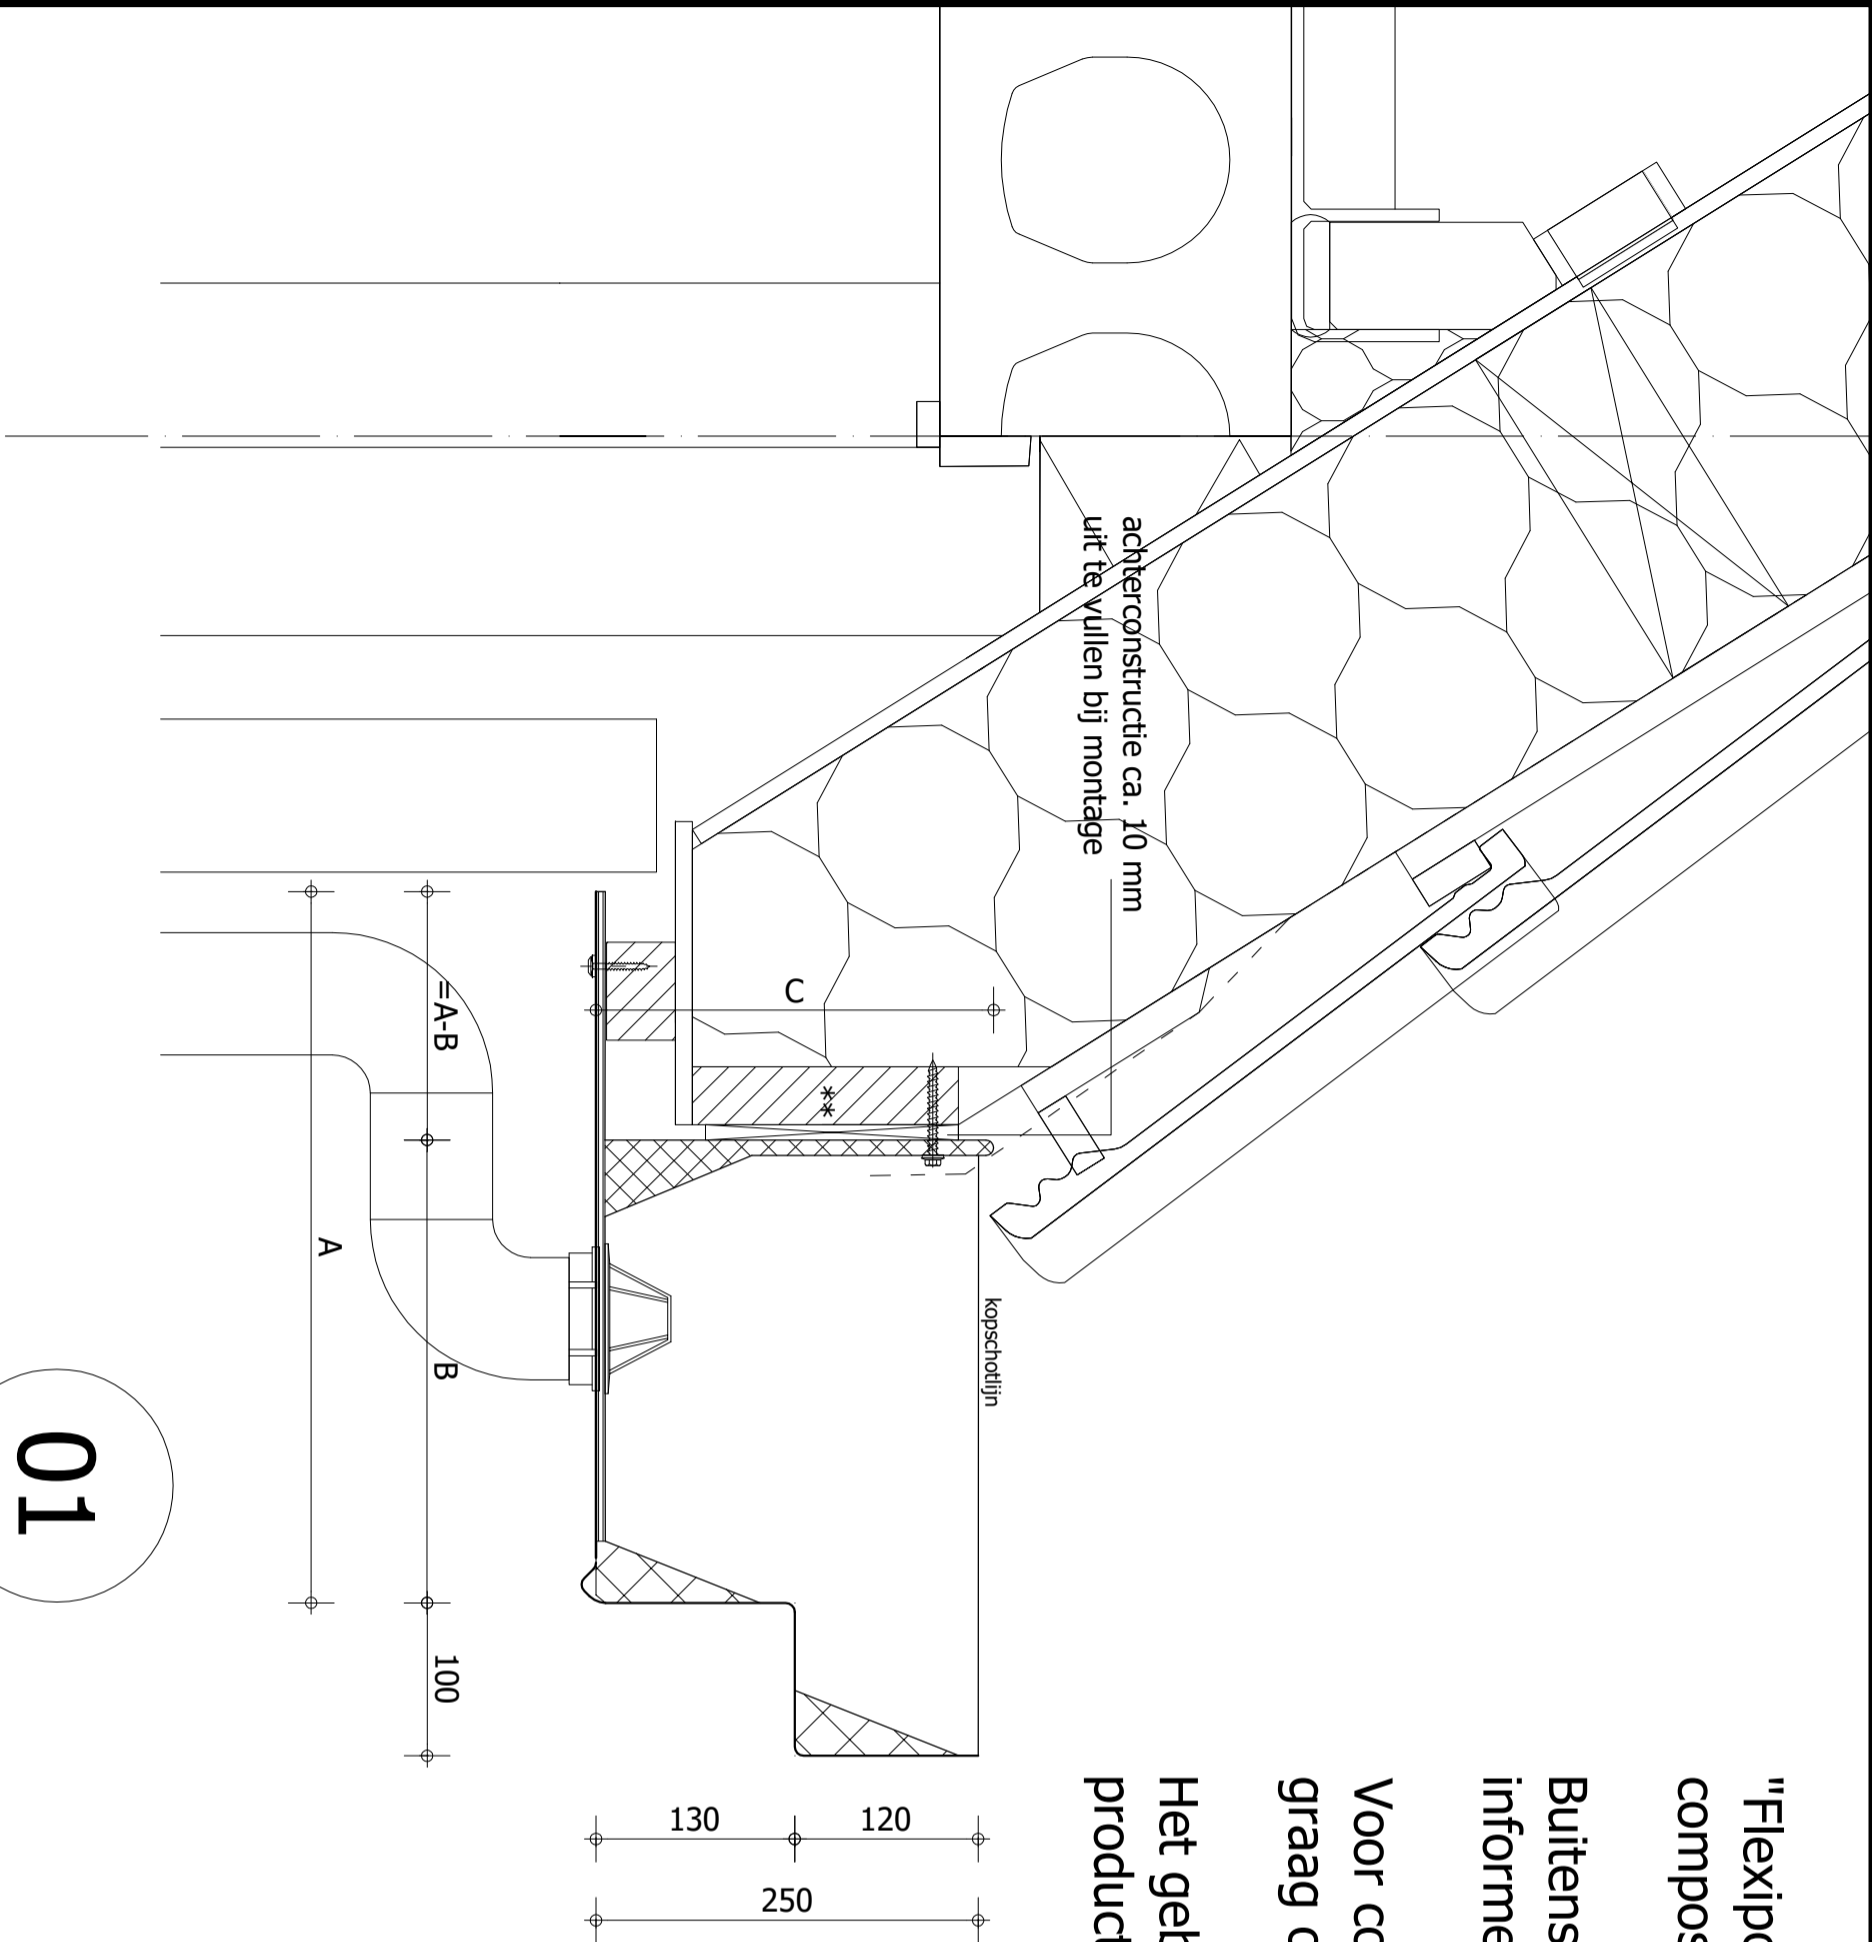 achterconstructie ca. 10 mm
uit te vullen bij montage
C
**
=A-B
A
B
100
kopschotlijn
130
120
250
01
"Flexipo
compos
Buitens
informe
Voor co
graag c
Het geb
product